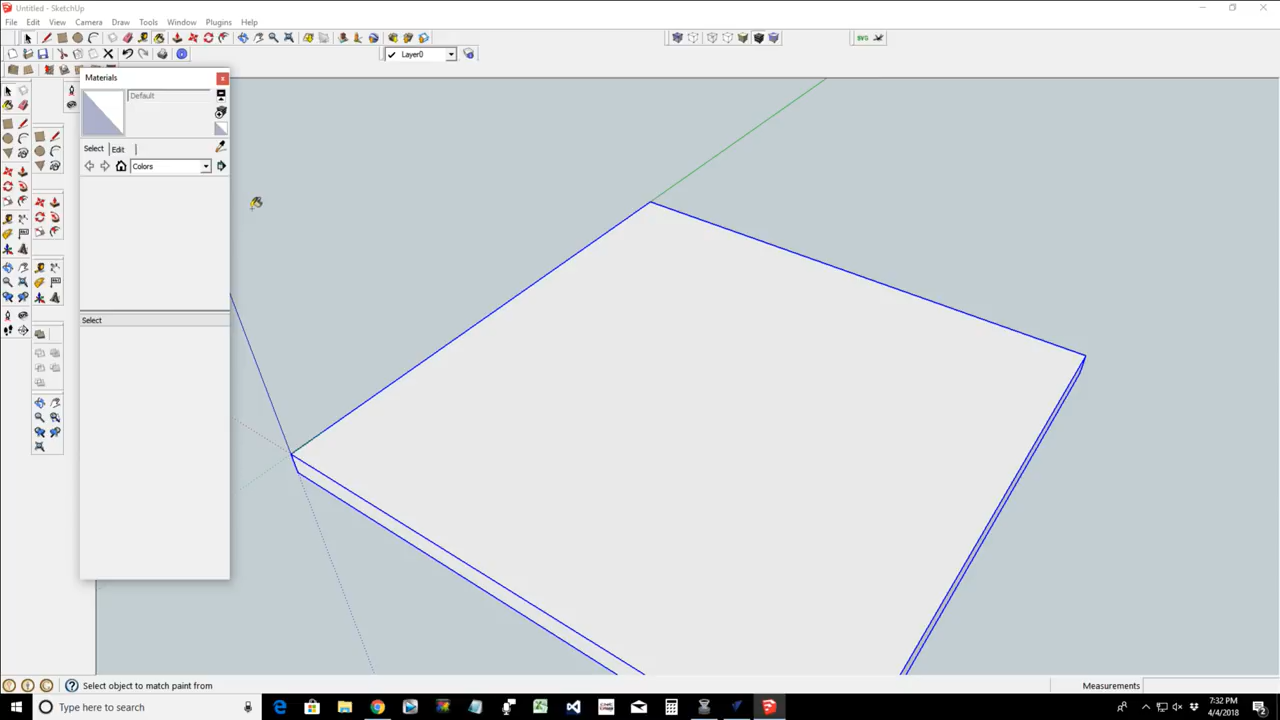 Untitled - SketchUp
File Edit View Camera Draw Tools Window Plugins Help
SVG
Layer0
Materials
Default
Select Edit
Colors
Select
Select object to match paint from
Measurements
Type here to search
7:32 PM
4/4/2018